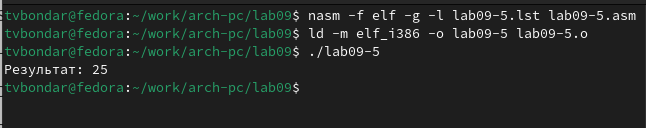 tvbondar@fedora:~/work/arch-pc/lab09$ nasm -f elf -g -l lab09-5.lst lab09-5.asm
tvbondar@fedora:~/work/arch-pc/lab09$ ld -m elf_i386 -o lab09-5 lab09-5.o
tvbondar@fedora:~/work/arch-pc/lab09$ ./lab09-5
Результат: 25
tvbondar@fedora:~/work/arch-pc/lab09$